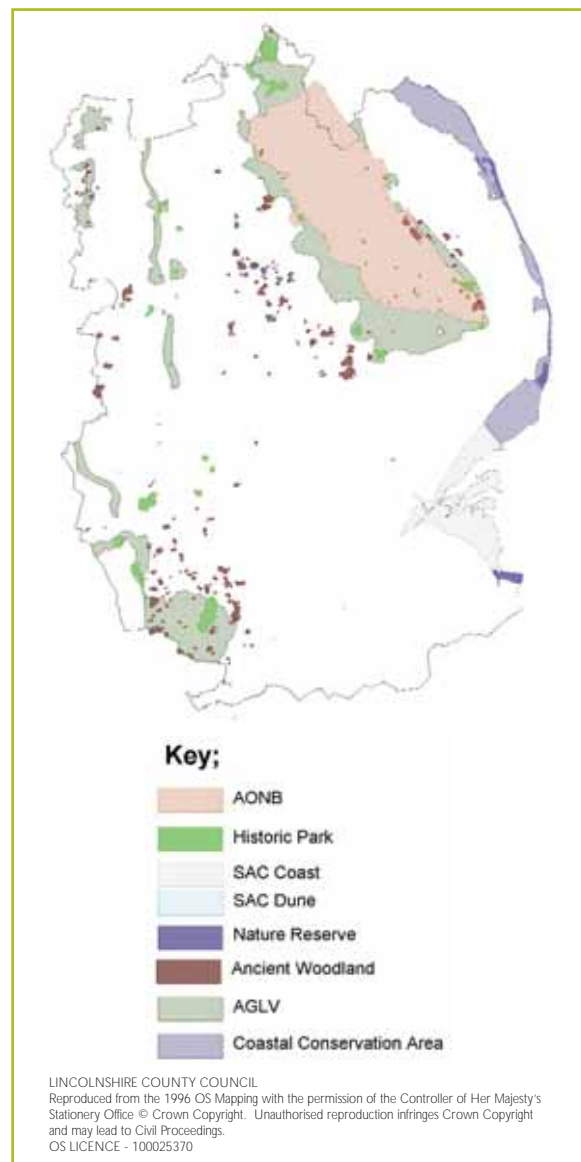 Key;
AONB
Historic Park
SAC Coast
SAC Dune
Nature Reserve
Ancient Woodland
AGLV
Coastal Conservation Area
LINCOLNSHIRE COUNTY COUNCIL
Reproduced from the 1996 OS Mapping with the permission of the Controller of Her Majesty's
Stationery Office © Crown Copyright. Unauthorised reproduction infringes Crown Copyright
and may lead to Civil Proceedings.
OS LICENCE - 100025370